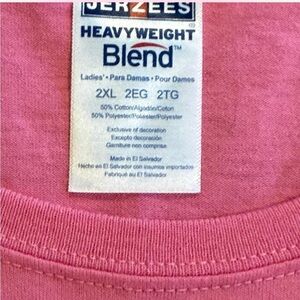 JERZEES
HEAVYWEIGHT
Blend™
Ladies' • Para Damas • Pour Dames
2XL 2EG 2TG
50% Cotton/Algodón/Coton
50% Polyester/Poliester/Polyester
Exclusive of decoration
Excepto decoración
Garniture non comprise
Made in El Salvador
Hecho en El Salvador con insumos importados
Fabriqué au El Salvador